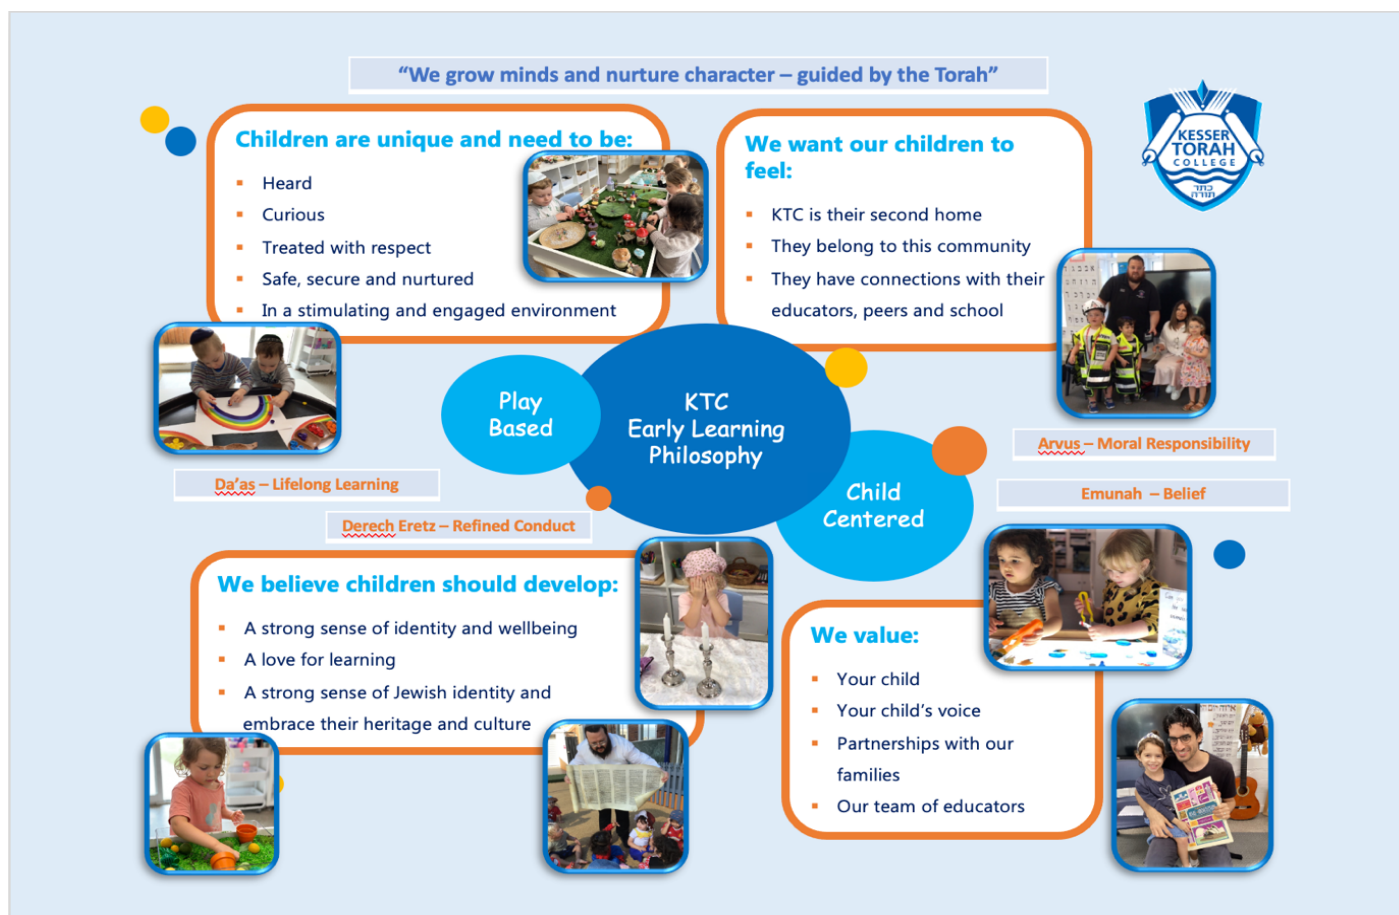 “We grow minds and nurture character – guided by the Torah”
Children are unique and need to be:
▪ Heard
▪ Curious
▪ Treated with respect
▪ Safe, secure and nurtured
▪ In a stimulating and engaged environment
We want our children to
feel:
▪ KTC is their second home
▪ They belong to this community
▪ They have connections with their
educators, peers and school
KESSER
TORAH
COLLEGE
כתר
תורה
Play
Based
KTC
Early Learning
Philosophy
Child
Centered
Da’as – Lifelong Learning
Derech Eretz – Refined Conduct
Arvus – Moral Responsibility
Emunah – Belief
We believe children should develop:
▪ A strong sense of identity and wellbeing
▪ A love for learning
▪ A strong sense of Jewish identity and
embrace their heritage and culture
We value:
▪ Your child
▪ Your child’s voice
▪ Partnerships with our
families
▪ Our team of educators